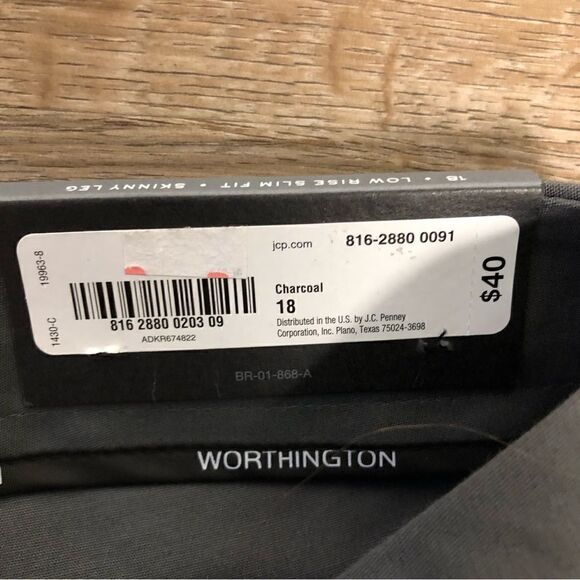 18 • LOW RISE SLIM FIT • SKINNY LEG
jcp.com
816-2880 0091
19963-8
1430-C
816 2880 0203 09
ADKR674822
Charcoal
18
Distributed in the U.S. by J.C. Penney
Corporation, Inc. Plano, Texas 75024-3698
$40
BR-01-868-A
WORTHINGTON